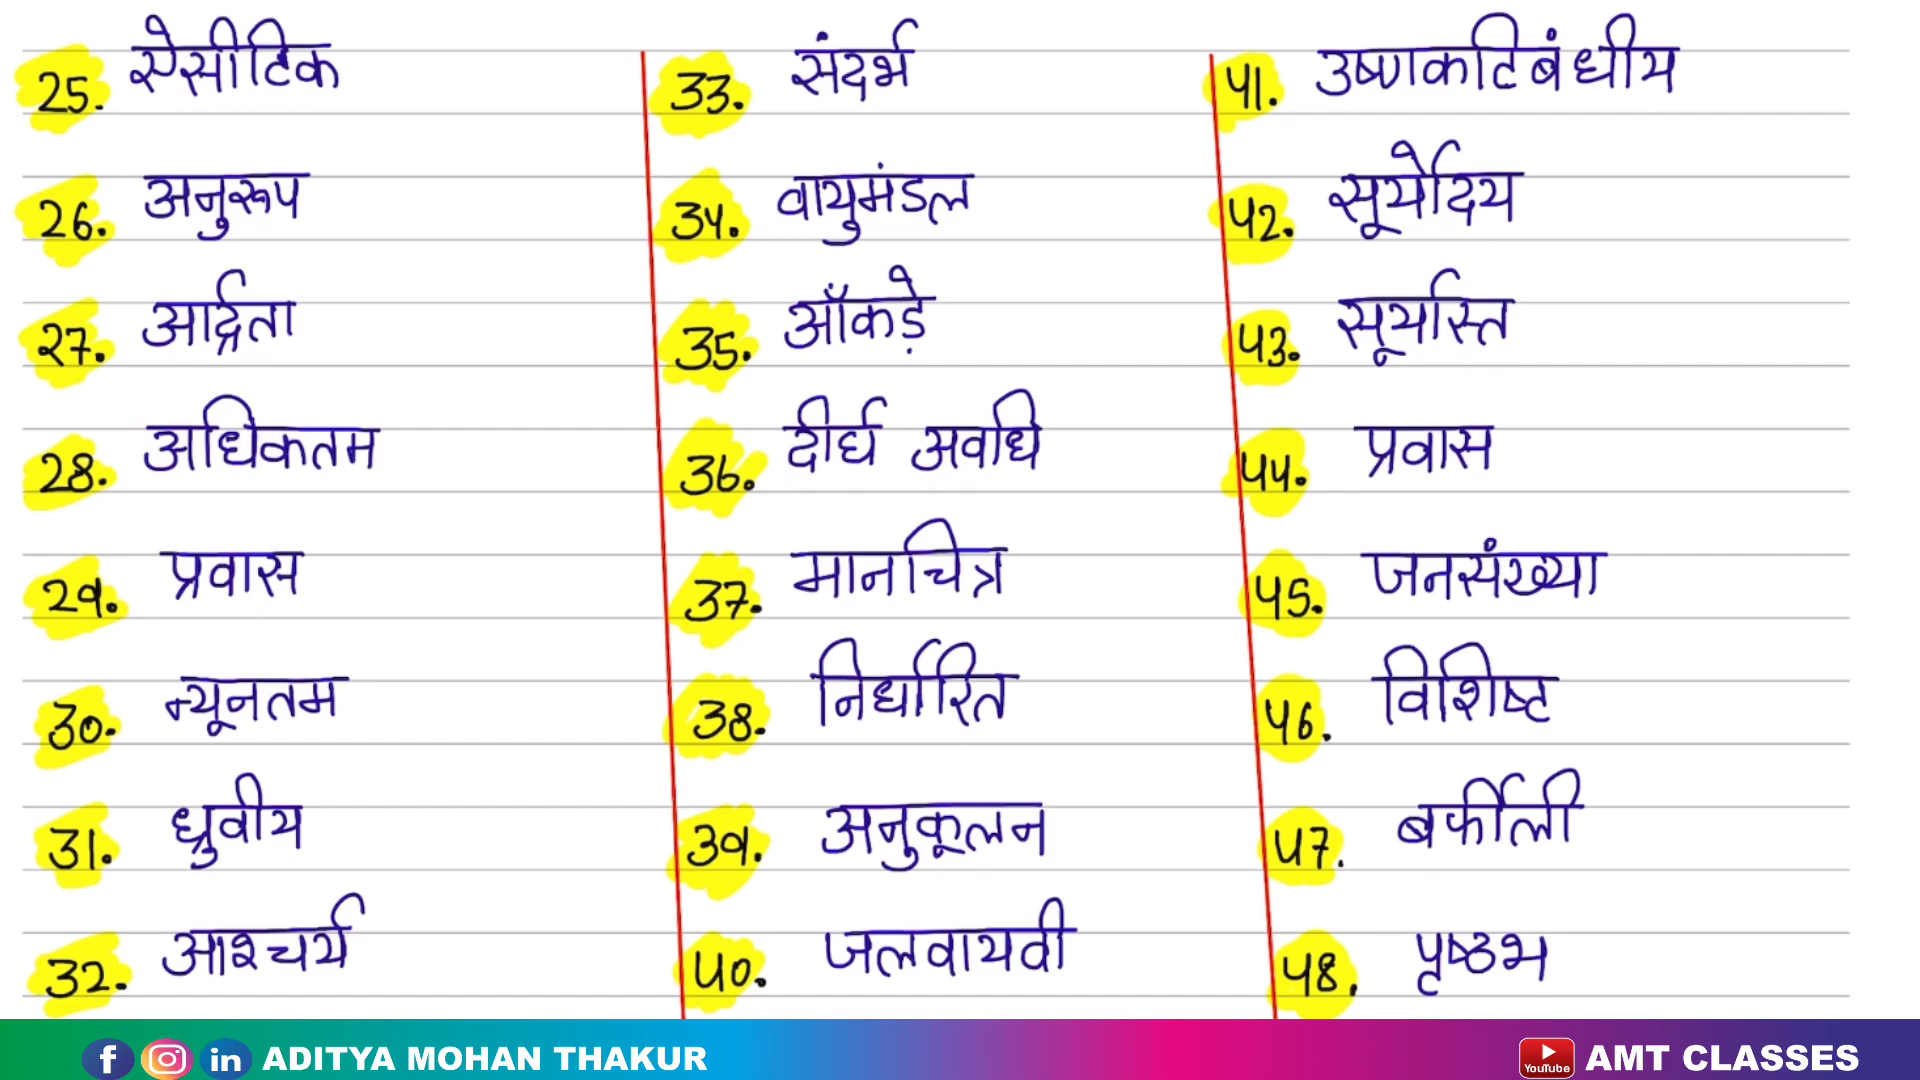 25. ऐसीटिक
26. अनुरूप
27. आर्द्रता
28. अधिकतम
29. प्रवास
30. न्यूनतम
31. ध्रुवीय
32. आश्चर्य
33. संदर्भ
34. वायुमंडल
35. आँकड़े
36. दीर्घ अवधि
37. मानचित्र
38. निर्धारित
39. अनुकूलन
40. जलवायवी
41. उष्णकटिबंधीय
42. सूर्योदय
43. सूर्यास्त
44. प्रवास
45. जनसंख्या
46. विशिष्ट
47. बर्फीली
48. पृष्ठभ
ADITYA MOHAN THAKUR
YouTube AMT CLASSES